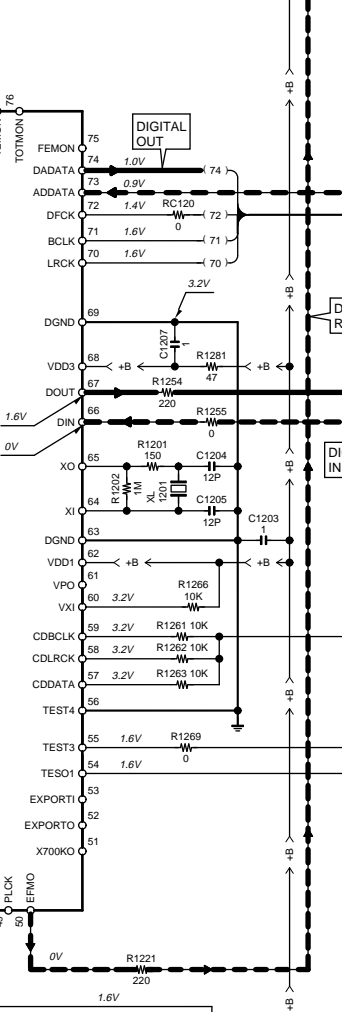 76
TOTMON
+B
DIGITAL
OUT
FEMON 75
DADATA 74 1.0V ( 74 )
ADDATA 73 0.9V
DFCK 72 1.4V RC120 0 ( 72 )
BCLK 71 1.6V ( 71 )
LRCK 70 1.6V ( 70 )
3.2V
DGND 69
C1207 1
D
R
VDD3 68 +B R1281 47 +B
DOUT 67 R1254 220
1.6V
DIN 66 R1255 0
0V
DI
IN
+B
XO 65 R1201 150 C1204 12P
R1202 1M XL 1201
XI 64 C1205 12P
DGND 63 C1203 1
VDD1 62 +B +B
VPO 61
VXI 60 3.2V R1266 10K
CDBCLK 59 3.2V R1261 10K
CDLRCK 58 3.2V R1262 10K
CDDATA 57 3.2V R1263 10K
+B
TEST4 56
TEST3 55 1.6V R1269 0
TESO1 54 1.6V
EXPORTI 53
EXPORTO 52
X700KO 51
+B
PLCK
EFMO
50
0V R1221 220
1.6V
+B